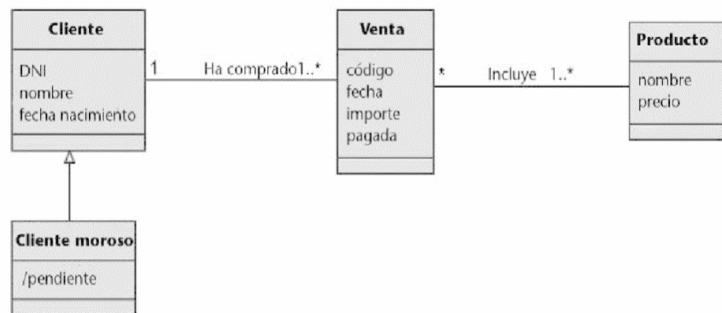 Cliente
DNI
nombre
fecha nacimiento
1
Ha comprado1..*
Venta
código
fecha
importe
pagada
*
Incluye 1..*
Producto
nombre
precio
Cliente moroso
/pendiente